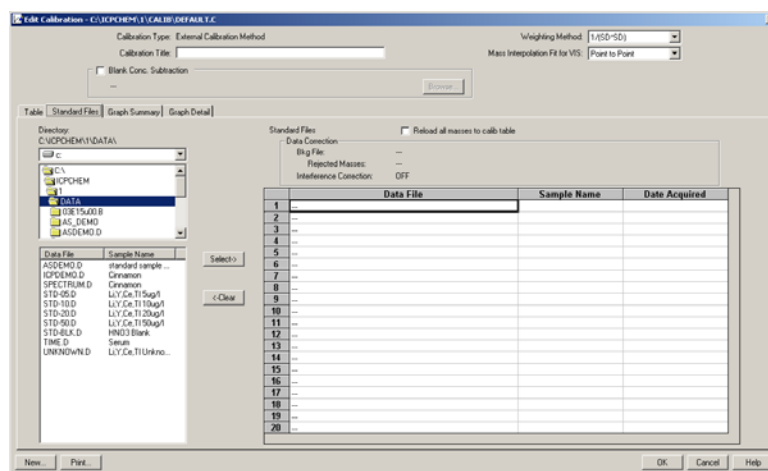 Edit Calibration - C:\ICPCHEM\1\CALIB\DEFAULT.C
Calibration Type: External Calibration Method
Weighting Method: 1/(SD*SD)
Calibration Title:
Mass Interpolation Fit for VIS: Point to Point
Blank Conc. Subtraction
---
Browse...
Table Standard Files Graph Summary Graph Detail
Directory:
C:\ICPCHEM\1\DATA\
c:
C:\
ICPCHEM
1
DATA
03E15u00.B
AS_DEMO
ASDEMO.D
Data File Sample Name
ASDEMO.D standard sample ...
ICPDEMO.D Cinnamon
SPECTRUM.D Cinnamon
STD-05.D Li,Y,Ce,Tl 5ug/l
STD-10.D Li,Y,Ce,Tl 10ug/l
STD-20.D Li,Y,Ce,Tl 20ug/l
STD-50.D Li,Y,Ce,Tl 50ug/l
STD-BLK.D HNO3 Blank
TIME.D Serum
UNKNOWN.D Li,Y,Ce,Tl Unkno...
Select->
<-Clear
Standard Files
Reload all masses to calib table
Data Correction
Bkg File: ---
Rejected Masses: ---
Interference Correction: OFF
Data File Sample Name Date Acquired
1 ...
2 ...
3 ...
4 ...
5 ...
6 ...
7 ...
8 ...
9 ...
10 ...
11 ...
12 ...
13 ...
14 ...
15 ...
16 ...
17 ...
18 ...
19 ...
20 ...
New... Print... OK Cancel Help